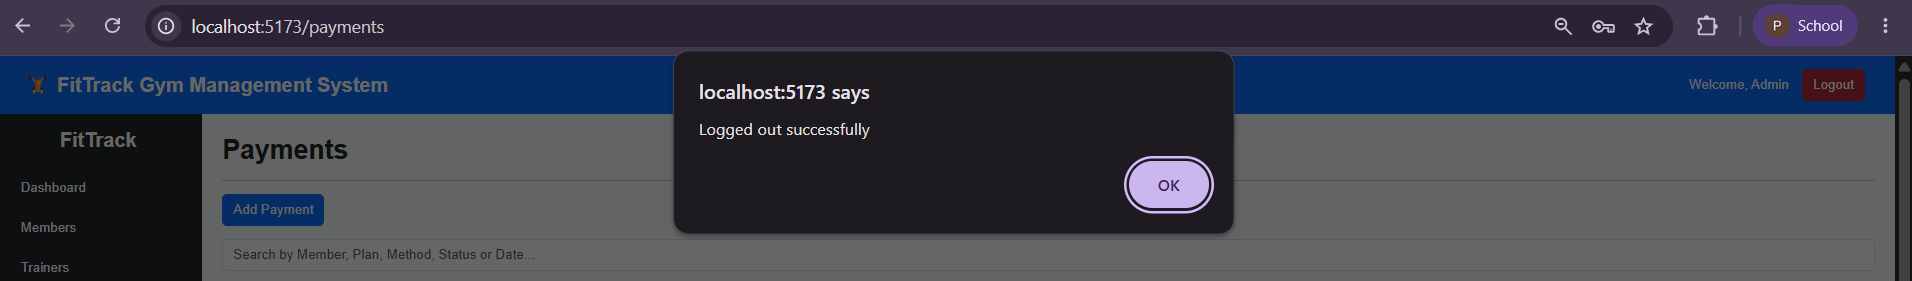 localhost:5173/payments
P School
FitTrack Gym Management System
Welcome, Admin
Logout
localhost:5173 says
Logged out successfully
OK
FitTrack
Dashboard
Members
Trainers
Payments
Add Payment
Search by Member, Plan, Method, Status or Date...